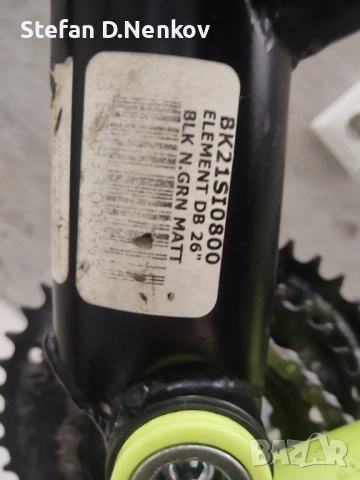 Stefan D.Nenkov
BK21SI0800
ELEMENT DB 26"
BLK N.GRN MATT
BAZAR